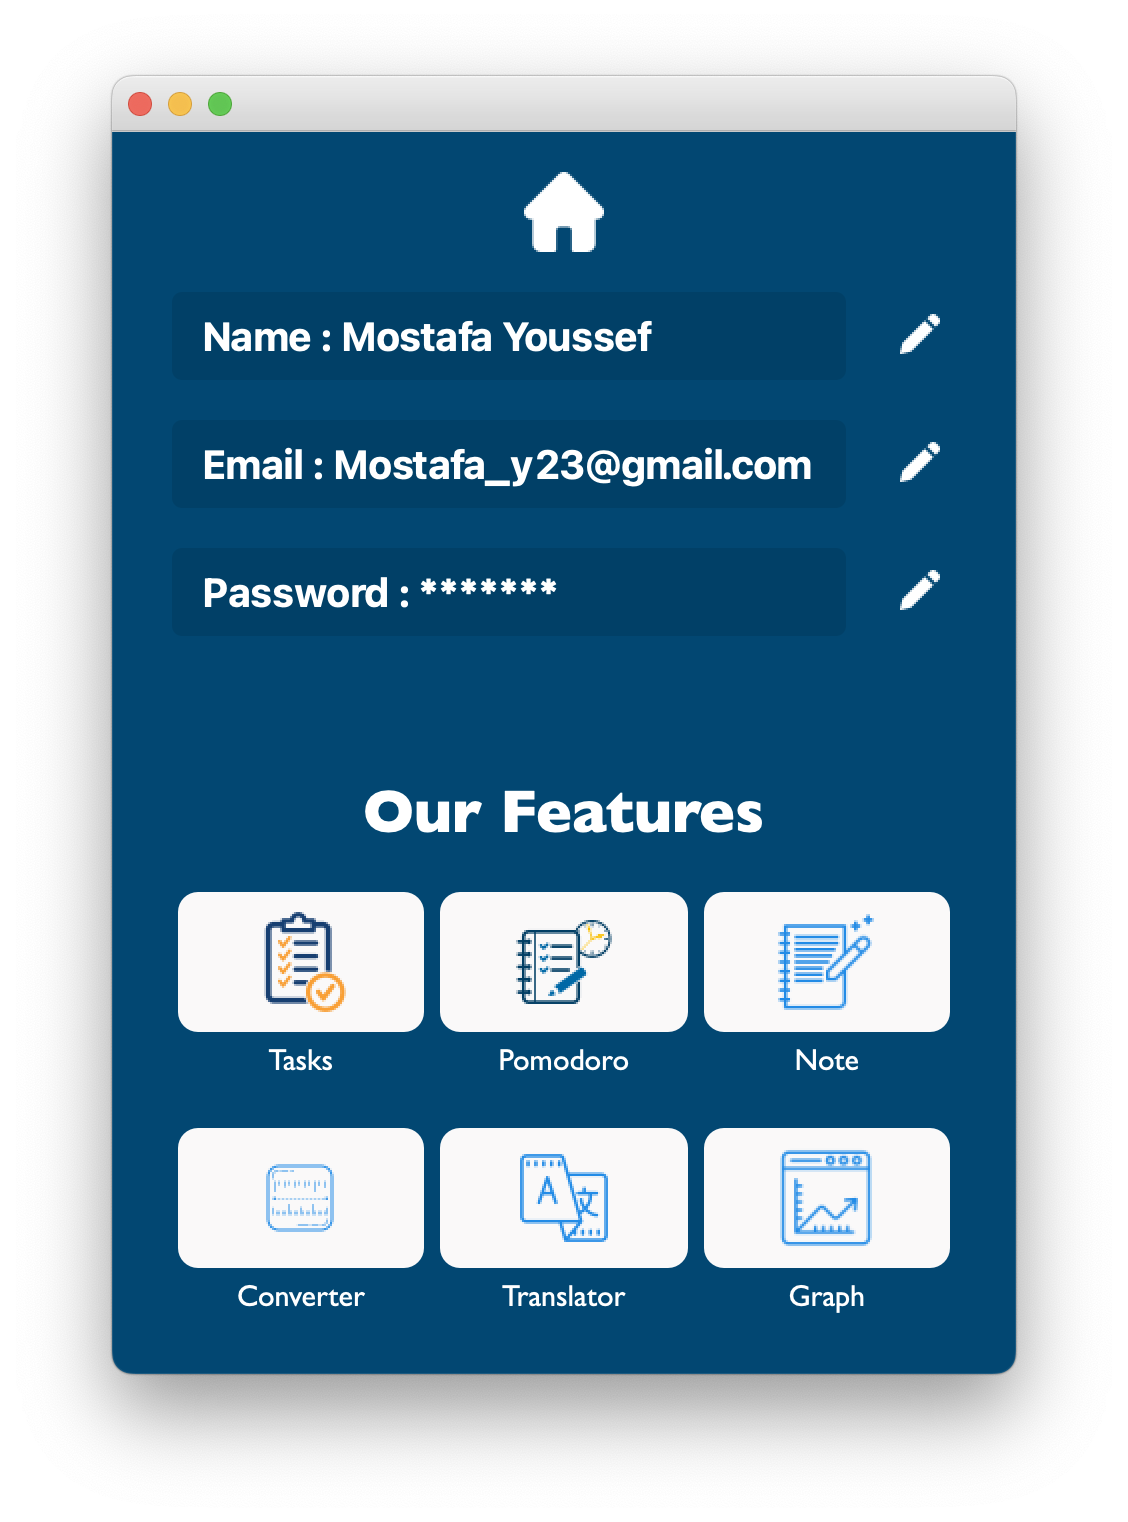 Name : Mostafa Youssef
Email : Mostafa_y23@gmail.com
Password : *******
Our Features
Tasks Pomodoro Note
A 文
Converter Translator Graph